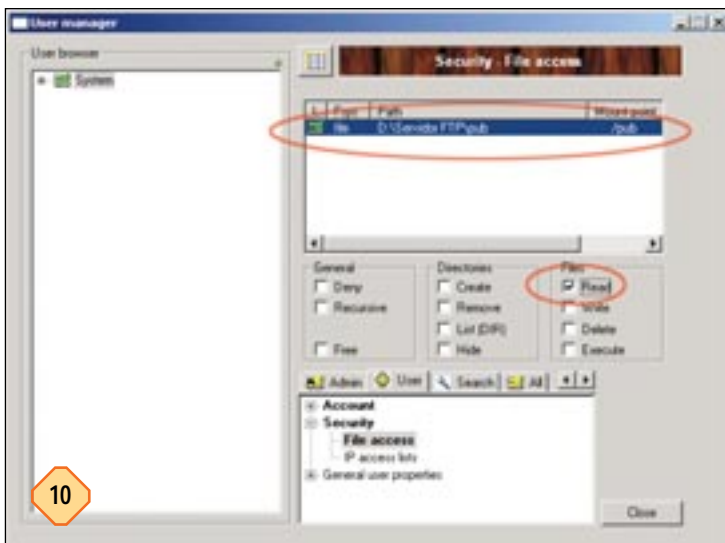 User manager
User browser
System
Security - File access
Path
Mount-point
file D:\Servidor FTP\pub /pub
General
Deny
Recursive
Free
Directories
Create
Remove
List (DIR)
Hide
Files
Read
Write
Delete
Execute
Admin User Search All
Account
Security
File access
IP access lists
General user properties
Close
10